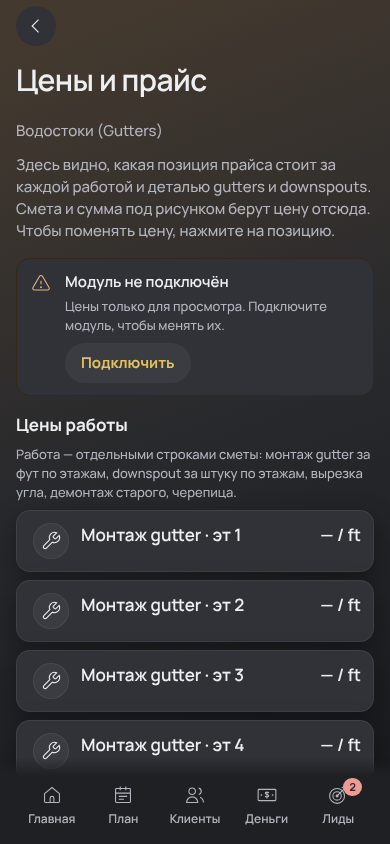 Цены и прайс
Водостоки (Gutters)
Здесь видно, какая позиция прайса стоит за
каждой работой и деталью gutters и downspouts.
Смета и сумма под рисунком берут цену отсюда.
Чтобы поменять цену, нажмите на позицию.
Модуль не подключён
Цены только для просмотра. Подключите
модуль, чтобы менять их.
Подключить
Цены работы
Работа — отдельными строками сметы: монтаж gutter за
фут по этажам, downspout за штуку по этажам, вырезка
угла, демонтаж старого, черепица.
Монтаж gutter · эт 1 — / ft
Монтаж gutter · эт 2 — / ft
Монтаж gutter · эт 3 — / ft
Монтаж gutter · эт 4 — / ft
2
Главная План Клиенты Деньги Лиды